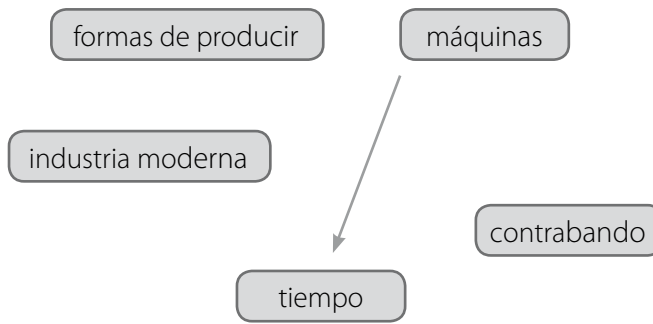 formas de producir
máquinas
industria moderna
contrabando
tiempo